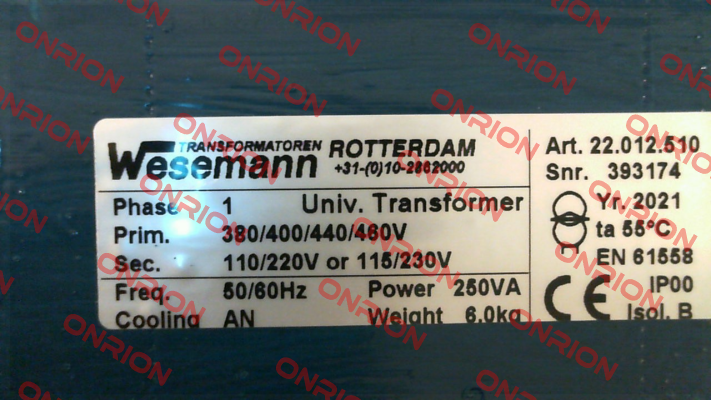 TRANSFORMATOREN ROTTERDAM
Wesemann +31-(0)10-2862000
Art. 22.012.510
Snr. 393174
Phase 1 Univ. Transformer
Yr. 2021
Prim. 380/400/440/460V
ta 55°C
Sec. 110/220V or 115/230V
EN 61558
Freq. 50/60Hz Power 250VA
CE IP00
Cooling AN Weight 6.0kg
Isol. B
ONRION